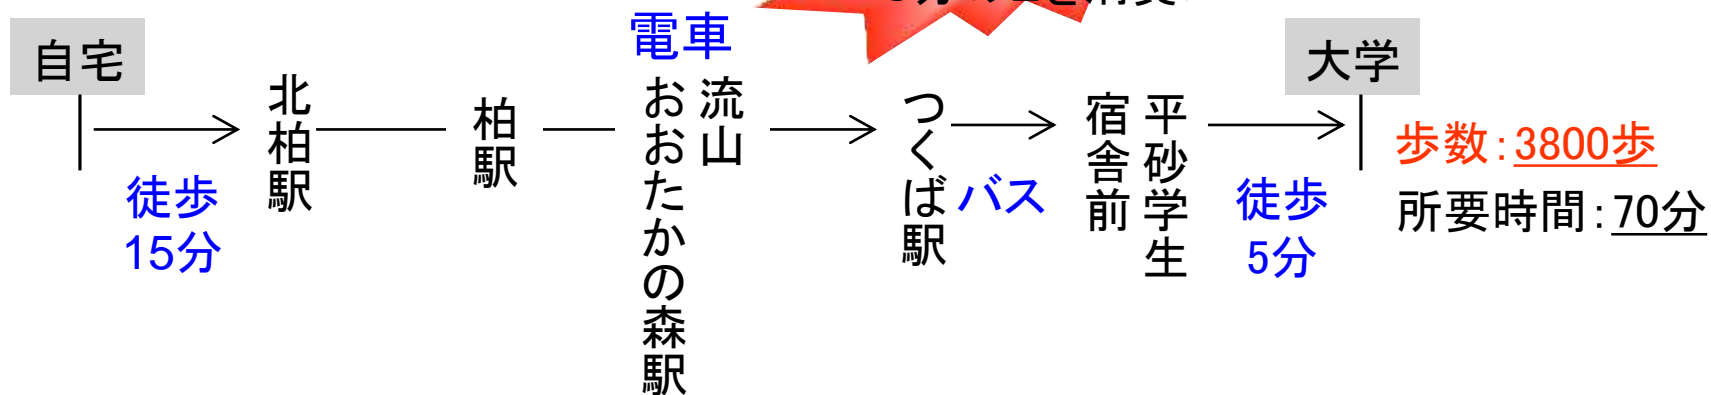 自宅
徒歩
15分
北柏駅
柏駅
電車
流山
おおたかの森駅
つくば駅
バス
平砂学生
宿舎前
徒歩
5分
大学
歩数:3800歩
所要時間:70分